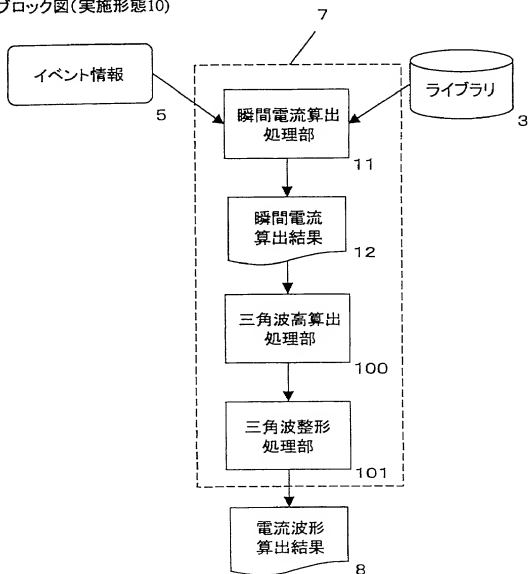 ブロック図(実施形態10)
7
イベント情報
5
ライブラリ
3
瞬間電流算出
処理部
11
瞬間電流
算出結果
12
三角波高算出
処理部
100
三角波整形
処理部
101
電流波形
算出結果
8